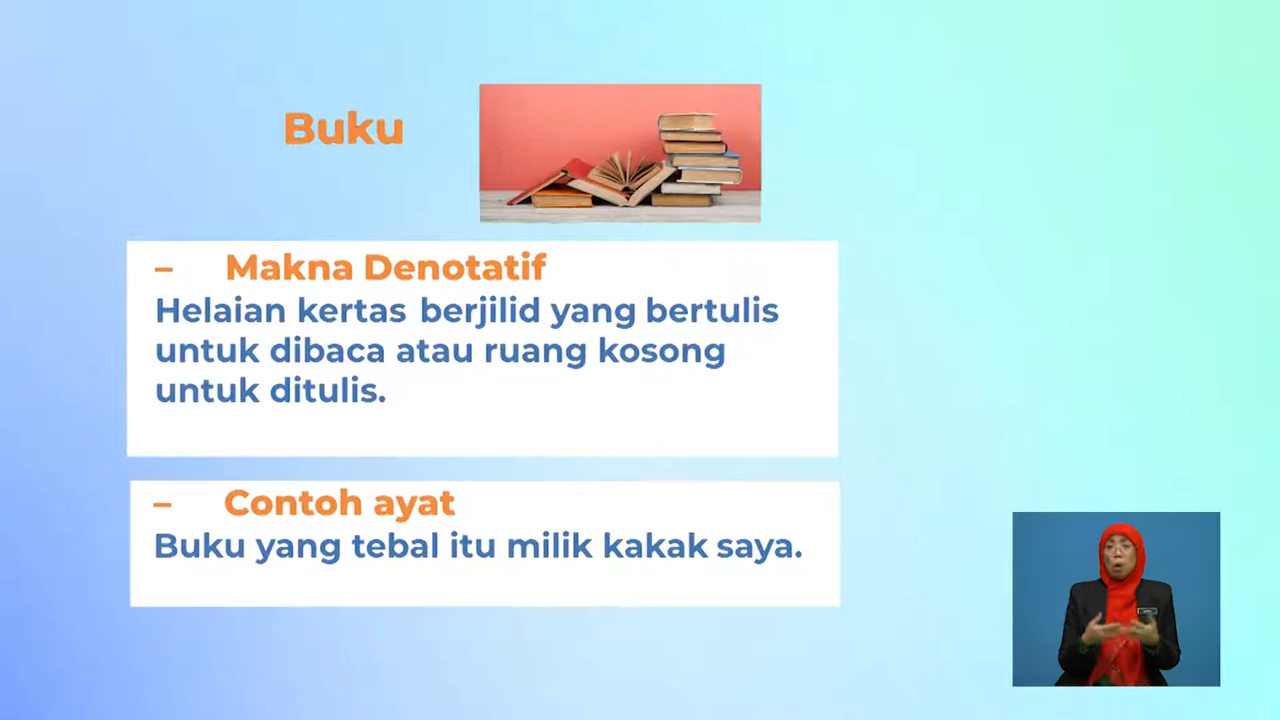 Buku
– Makna Denotatif
Helaian kertas berjilid yang bertulis
untuk dibaca atau ruang kosong
untuk ditulis.
– Contoh ayat
Buku yang tebal itu milik kakak saya.